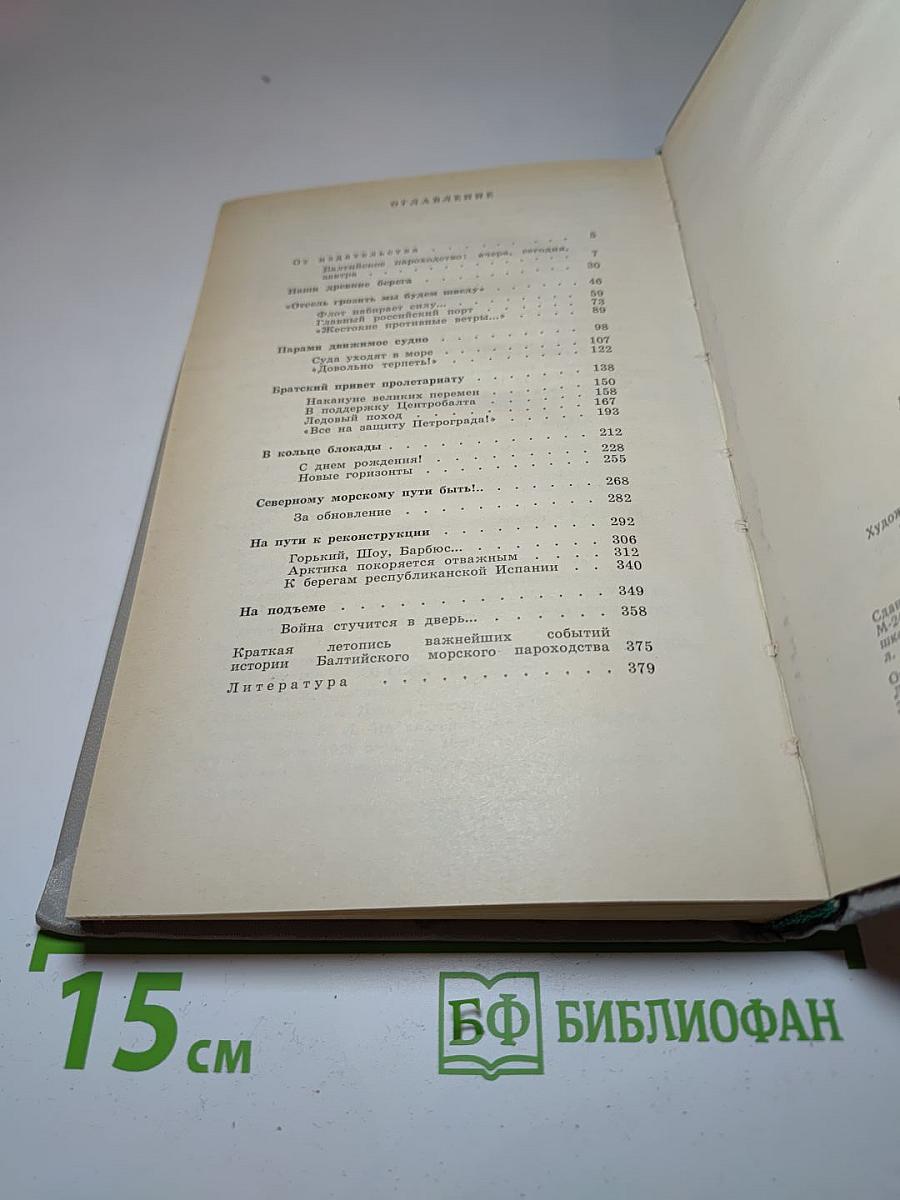 ОГЛАВЛЕНИЕ
От издательства . . . . . . . . . 5
Балтийское пароходство: вчера, сегодня,
завтра . . . . . . . . . . . 7
Наши древние берега . . . . . . . . 30
«Отсель грозить мы будем шведу» . . . . . 46
Флот набирает силу... . . . . . . . 59
Главный российский порт . . . . . . 73
«Жестокие противные ветры...» . . . . . 89
Парами движимое судно . . . . . . . 98
Суда уходят в море . . . . . . . . 107
«Довольно терпеть!» . . . . . . . . 122
Братский привет пролетариату . . . . . . 138
Накануне великих перемен . . . . . . 150
В поддержку Центробалта . . . . . . 158
Ледовый поход . . . . . . . . . 167
«Все на защиту Петрограда!» . . . . . 193
В кольце блокады . . . . . . . . . 212
С днем рождения! . . . . . . . . 228
Новые горизонты . . . . . . . . 255
Северному морскому пути быть!.. . . . . . 268
За обновление . . . . . . . . . 282
На пути к реконструкции . . . . . . . 292
Горький, Шоу, Барбюс... . . . . . . 306
Арктика покоряется отважным . . . . 312
К берегам республиканской Испании . . 340
На подъеме . . . . . . . . . . . 349
Война стучится в дверь... . . . . . . 358
Краткая летопись важнейших событий
истории Балтийского морского пароходства 375
Литература . . . . . . . . . . . 379
Худож
М-2
шк
л.
15 см
БФ БИБЛИОФАН